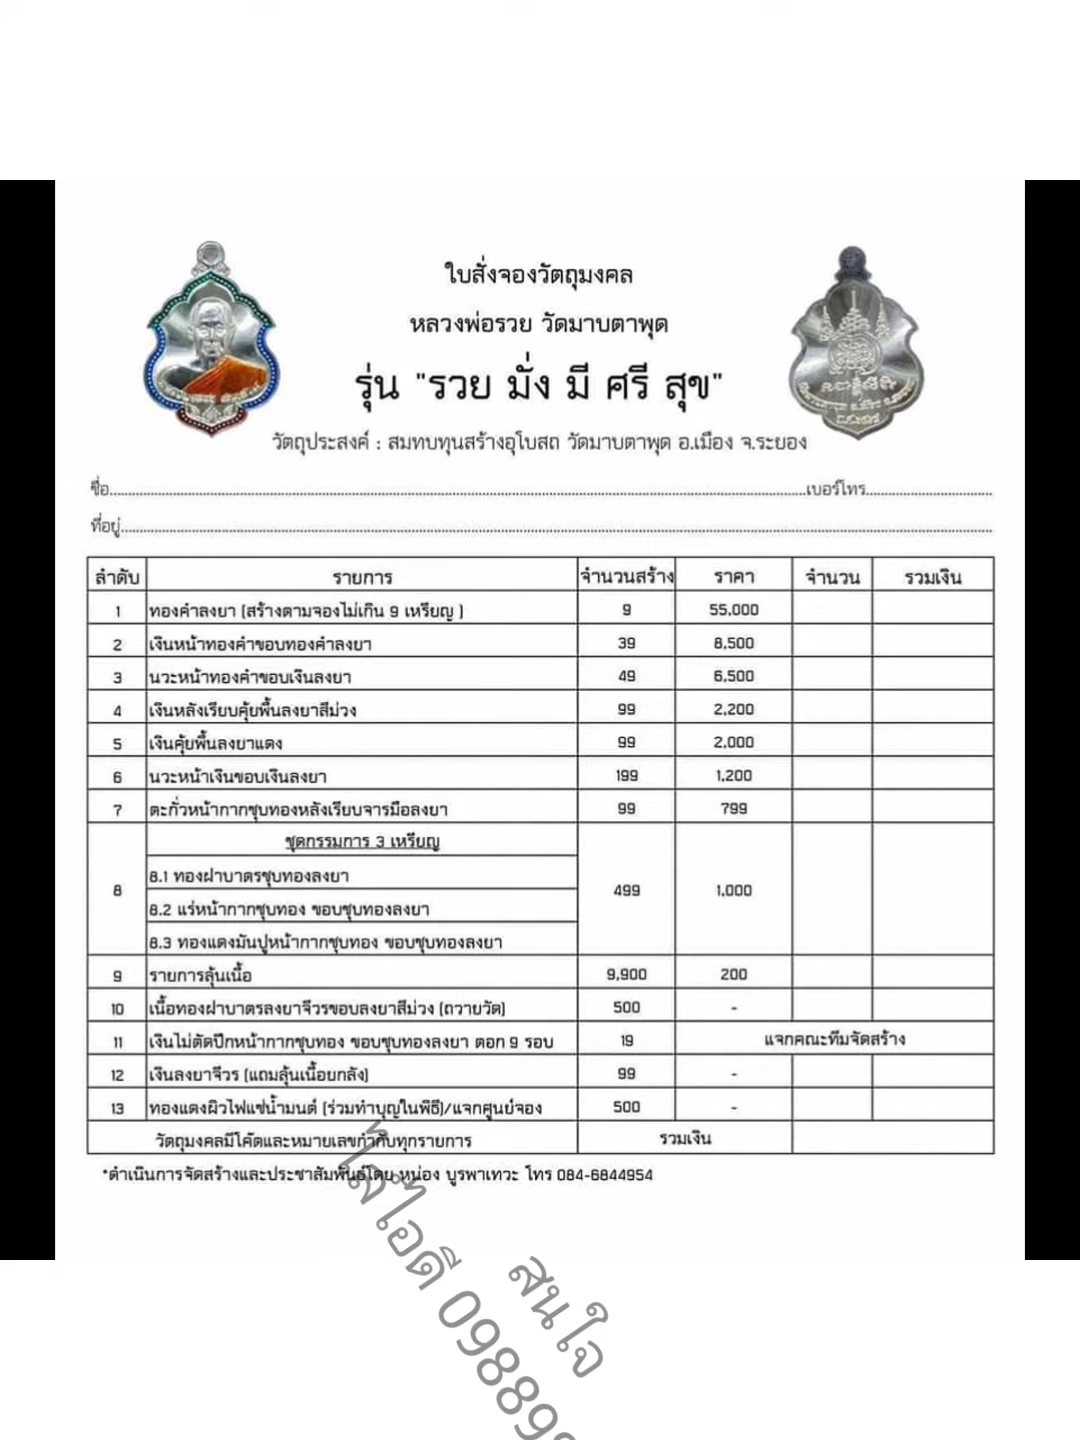 ใบสั่งจองวัตถุมงคล
หลวงพ่อรวย วัดมาบตาพุด
รุ่น "รวย มั่ง มี ศรี สุข"
วัตถุประสงค์ : สมทบทุนสร้างอุโบสถ วัดมาบตาพุด อ.เมือง จ.ระยอง
ชื่อ เบอร์โทร
ที่อยู่
ลำดับ รายการ จำนวนสร้าง ราคา จำนวน รวมเงิน
1 ทองคำลงยา (สร้างตามจองไม่เกิน 9 เหรียญ ) 9 55,000
2 เงินหน้าทองคำขอบทองคำลงยา 39 8,500
3 นวะหน้าทองคำขอบเงินลงยา 49 6,500
4 เงินหลังเรียบคุ้ยพื้นลงยาสีม่วง 99 2,200
5 เงินคุ้ยพื้นลงยาแดง 99 2,000
6 นวะหน้าเงินขอบเงินลงยา 199 1,200
7 ตะกั่วหน้ากากชุบทองหลังเรียบจารมือลงยา 99 799
ชุดกรรมการ 3 เหรียญ
8.1 ทองฝาบาตรชุบทองลงยา
8 499 1,000
8.2 แร่หน้ากากชุบทอง ขอบชุบทองลงยา
8.3 ทองแดงมันปูหน้ากากชุบทอง ขอบชุบทองลงยา
9 รายการลุ้นเนื้อ 9,900 200
10 เนื้อทองฝาบาตรลงยาจีวรขอบลงยาสีม่วง (ถวายวัด) 500 -
11 เงินไม่ตัดปีกหน้ากากชุบทอง ขอบชุบทองลงยา ตอก 9 รอบ 19 แจกคณะทีมจัดสร้าง
12 เงินลงยาจีวร (แถมลุ้นเนื้อยกลัง) 99 -
13 ทองแดงผิวไฟแช่น้ำมนต์ (ร่วมทำบุญในพิธี)/แจกศูนย์จอง 500 -
วัตถุมงคลมีโค๊ตและหมายเลขกำกับทุกรายการ รวมเงิน
*ดำเนินการจัดสร้างและประชาสัมพันธ์โดย หน่อง บูรพาเทวะ โทร 084-6844954
สนใจ